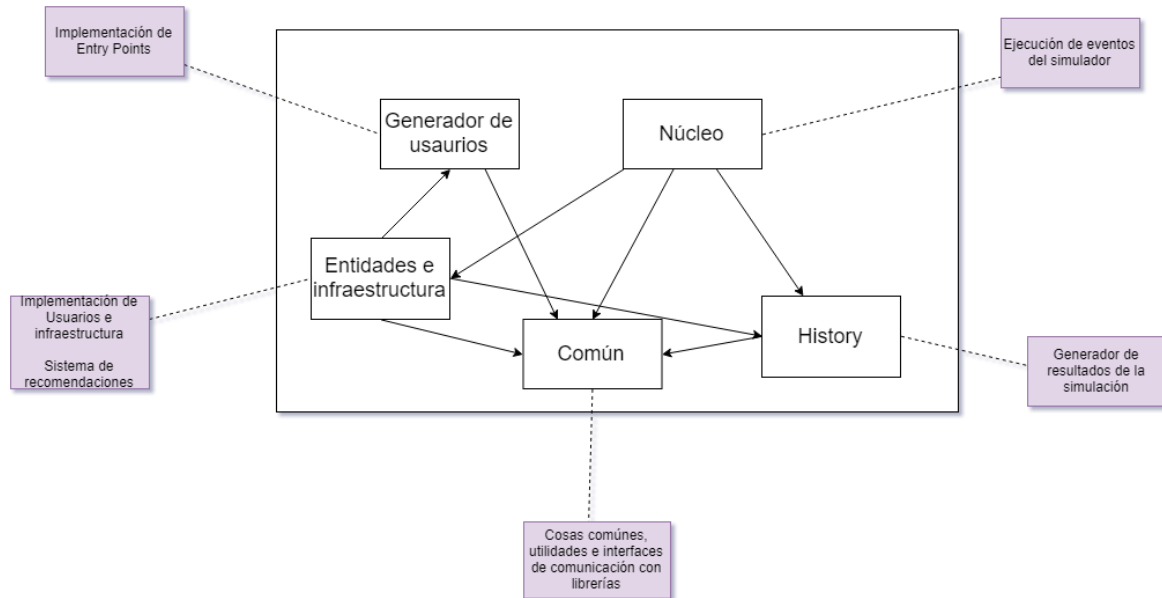 Implementación de
Entry Points
Ejecución de eventos
del simulador
Generador de
usaurios
Núcleo
Entidades e
infraestructura
Implementación de
Usuarios e
infraestructura
Sistema de
recomendaciones
Común
History
Generador de
resultados de la
simulación
Cosas comúnes,
utilidades e interfaces
de comunicación con
librerías